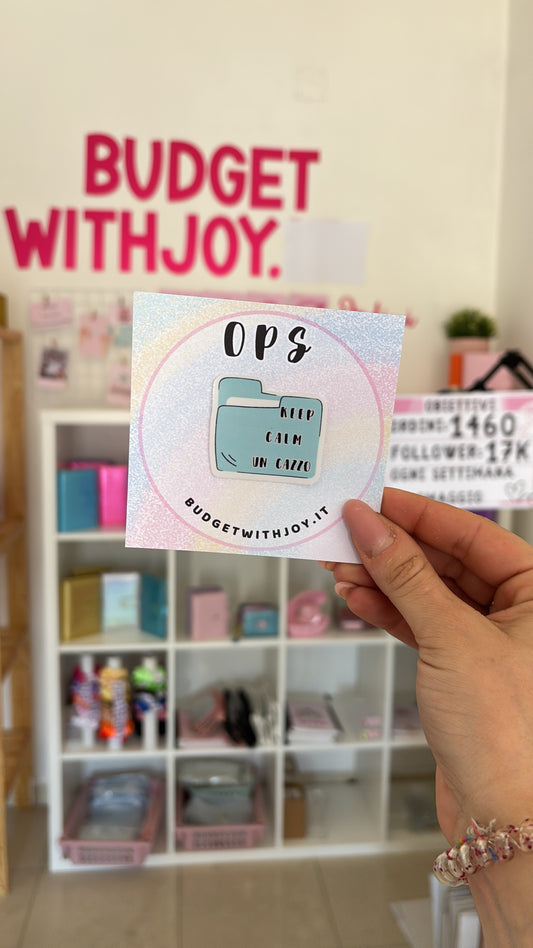 BUDGET
WITHJOY.
OPS
KEEP
CALM
UN CAZZO
BUDGETWITHJOY.IT
OBIETTIVI
ORDINI: 1460
FOLLOWER: 17K
OGNI SETTIMANA
MAGGIO